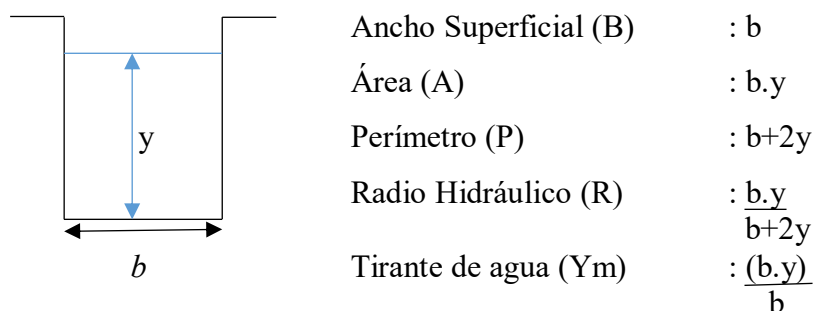 Ancho Superficial (B) : b
Área (A) : b.y
y
Perímetro (P) : b+2y
Radio Hidráulico (R) : b.y
b+2y
b
Tirante de agua (Ym) : (b.y)
b